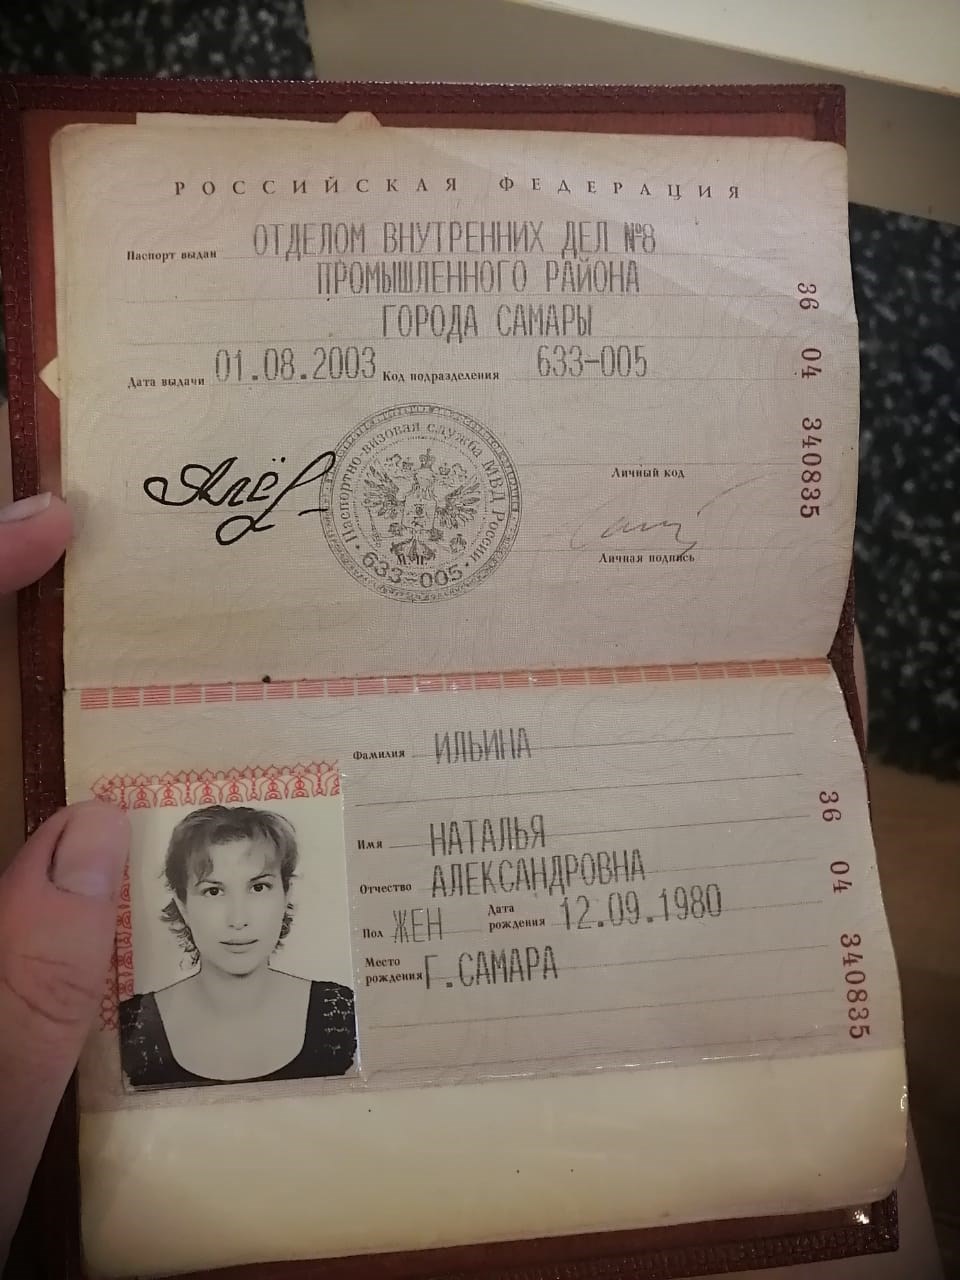 РОССИЙСКАЯ ФЕДЕРАЦИЯ
Паспорт выдан ОТДЕЛОМ ВНУТРЕННИХ ДЕЛ №8
ПРОМЫШЛЕННОГО РАЙОНА
ГОРОДА САМАРЫ
Дата выдачи 01.08.2003 Код подразделения 633-005
36 04 340835
Паспортно-визовая служба МВД России
633-005
М.П.
Личный код
Личная подпись
Фамилия ИЛЬИНА
Имя НАТАЛЬЯ
Отчество АЛЕКСАНДРОВНА
Пол ЖЕН Дата рождения 12.09.1980
Место рождения Г.САМАРА
36 04 340835